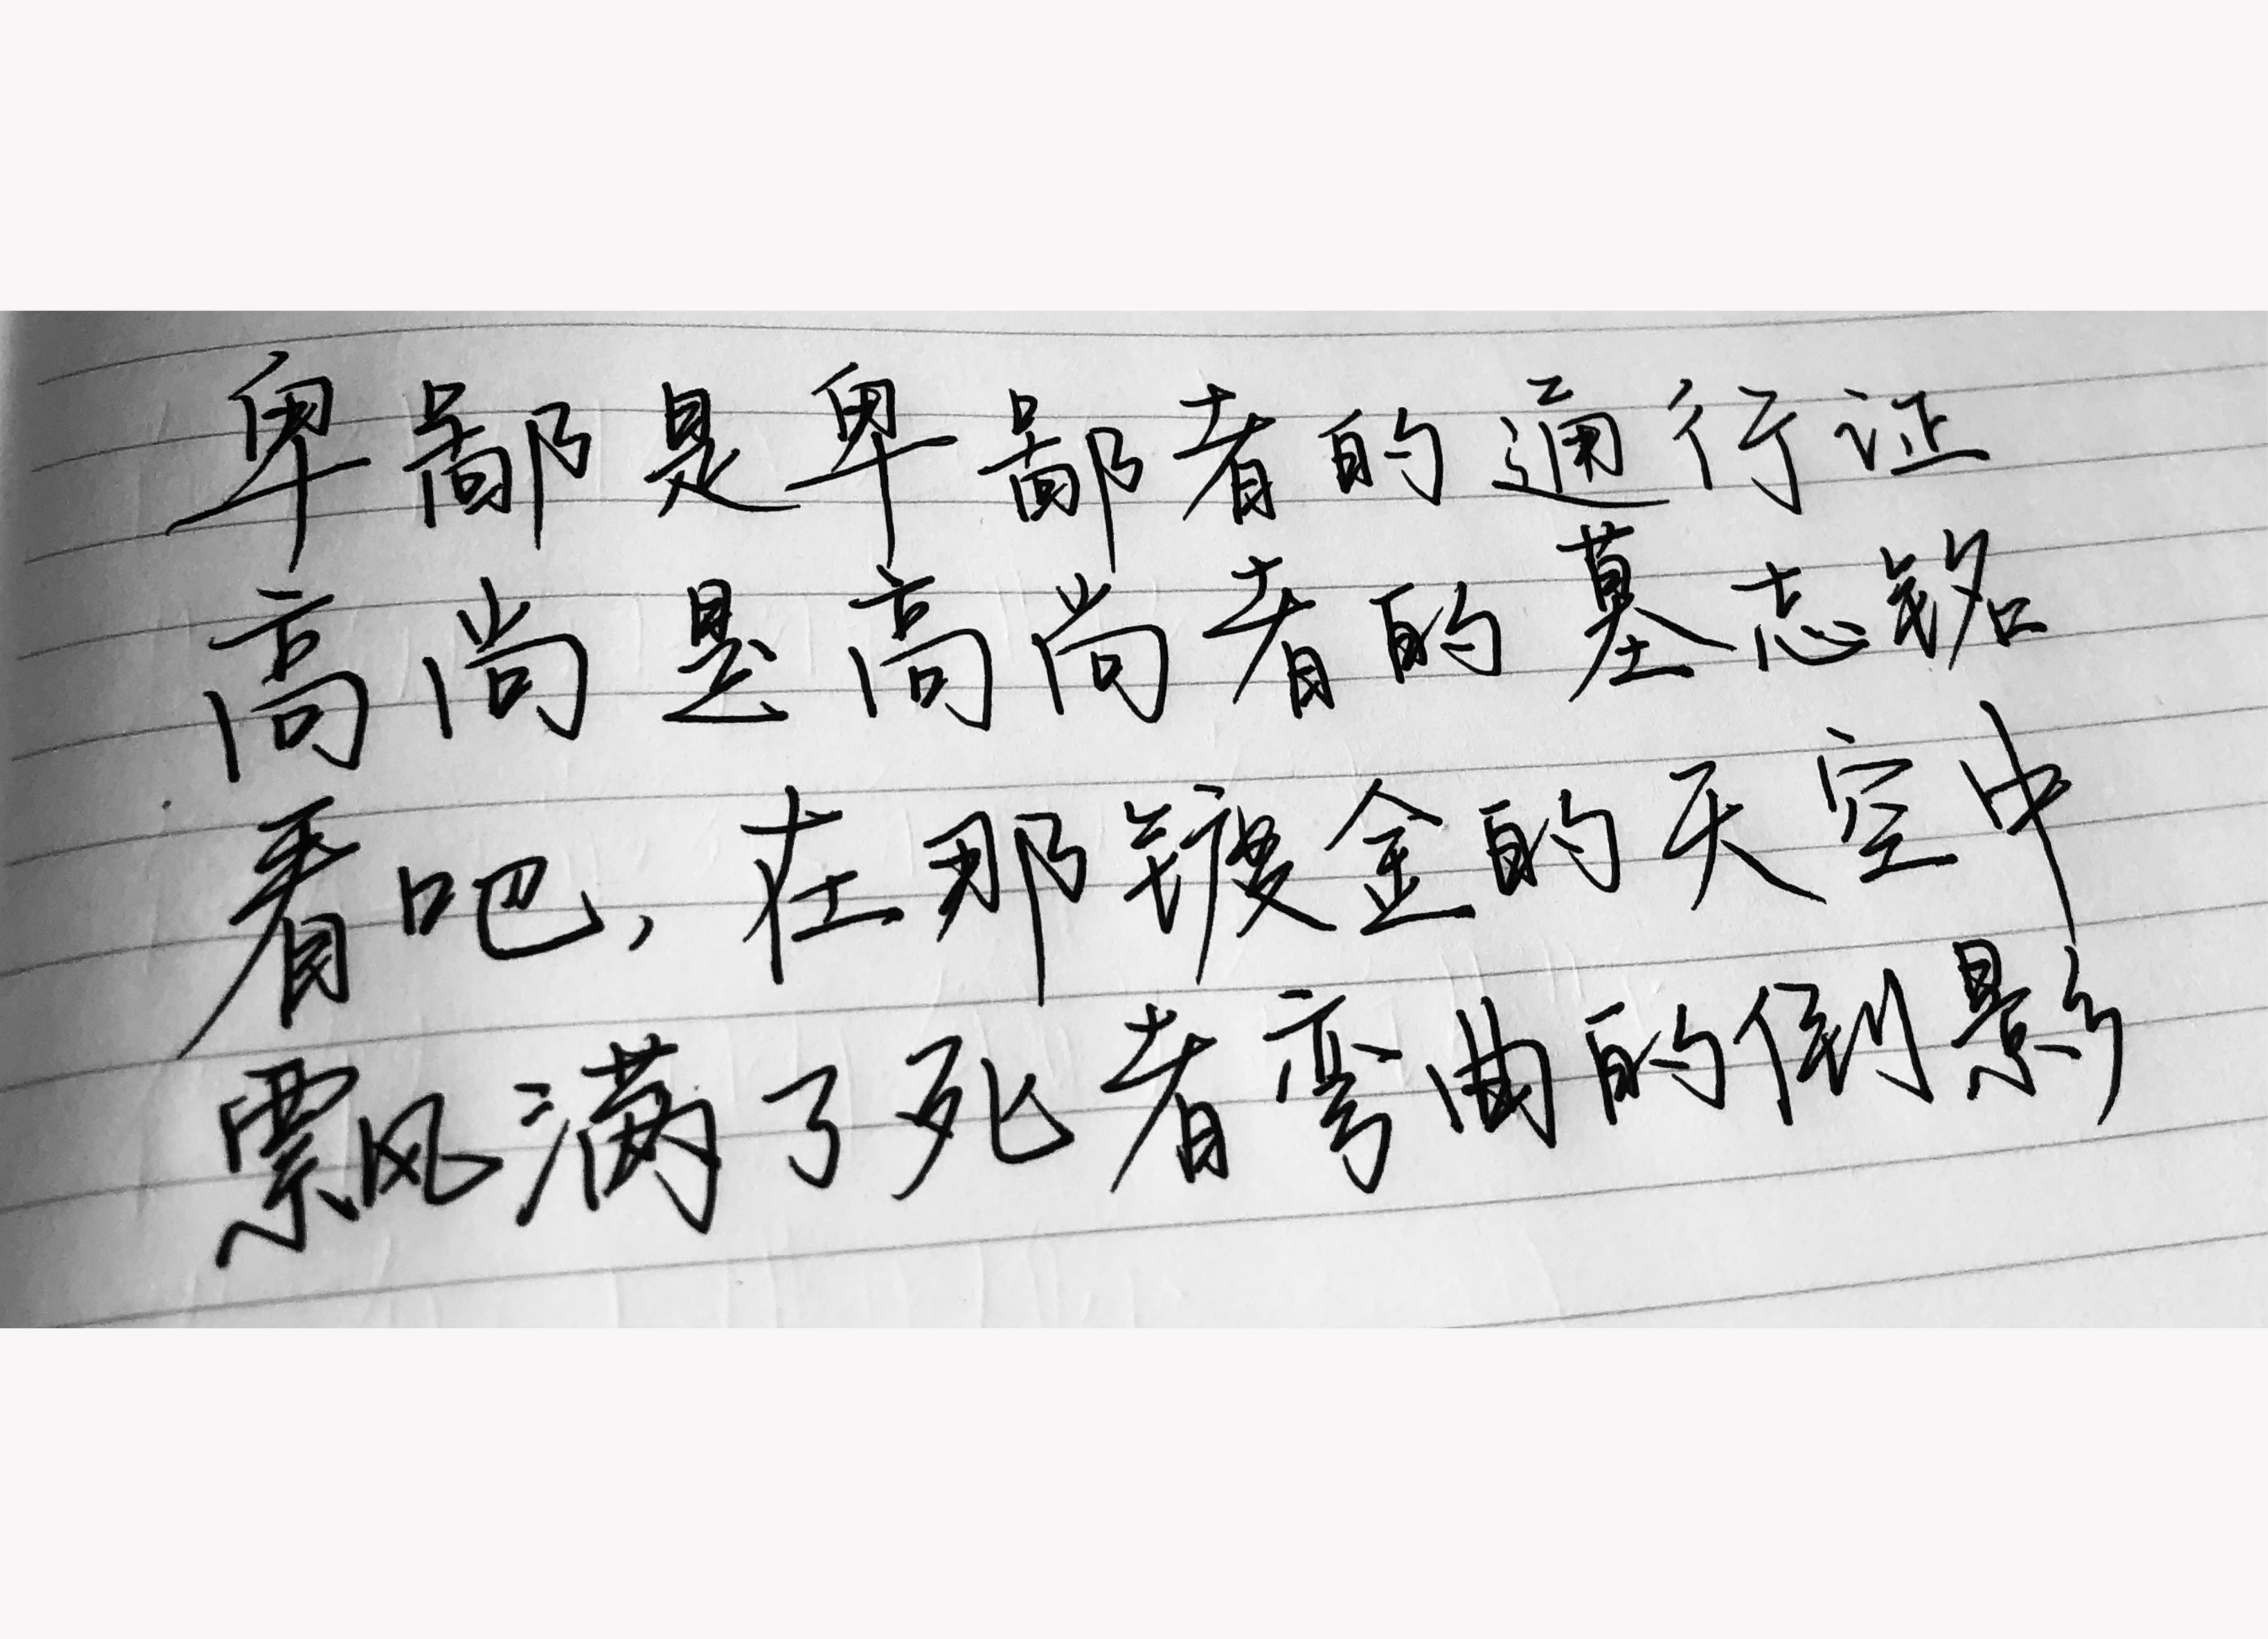 卑鄙是卑鄙者的通行证
高尚是高尚者的墓志铭
看吧，在那镀金的天空中
飘满了死者弯曲的倒影